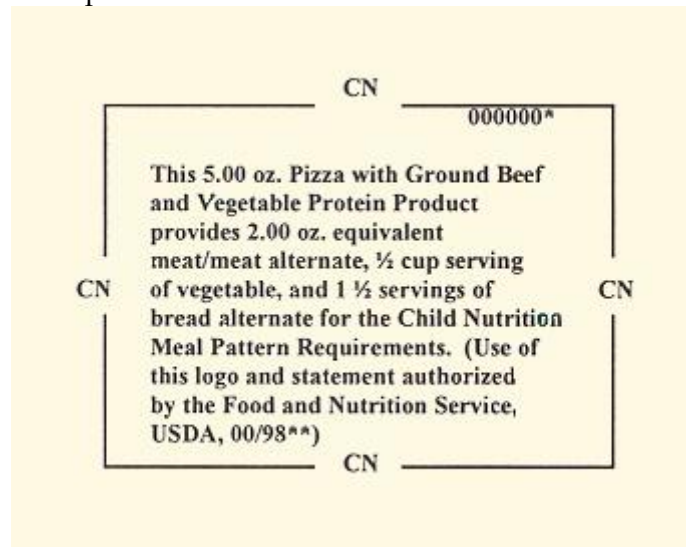 CN
000000*
This 5.00 oz. Pizza with Ground Beef
and Vegetable Protein Product
provides 2.00 oz. equivalent
meat/meat alternate, ½ cup serving
CN of vegetable, and 1 ½ servings of CN
bread alternate for the Child Nutrition
Meal Pattern Requirements. (Use of
this logo and statement authorized
by the Food and Nutrition Service,
USDA, 00/98**)
CN